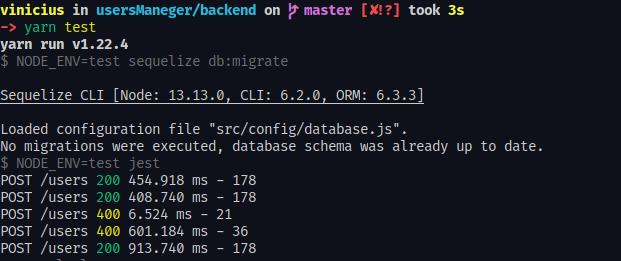 vinicius in usersManeger/backend on master [✘!?] took 3s
-> yarn test
yarn run v1.22.4
$ NODE_ENV=test sequelize db:migrate
Sequelize CLI [Node: 13.13.0, CLI: 6.2.0, ORM: 6.3.3]
Loaded configuration file "src/config/database.js".
No migrations were executed, database schema was already up to date.
$ NODE_ENV=test jest
POST /users 200 454.918 ms - 178
POST /users 200 408.740 ms - 178
POST /users 400 6.524 ms - 21
POST /users 400 601.184 ms - 36
POST /users 200 913.740 ms - 178